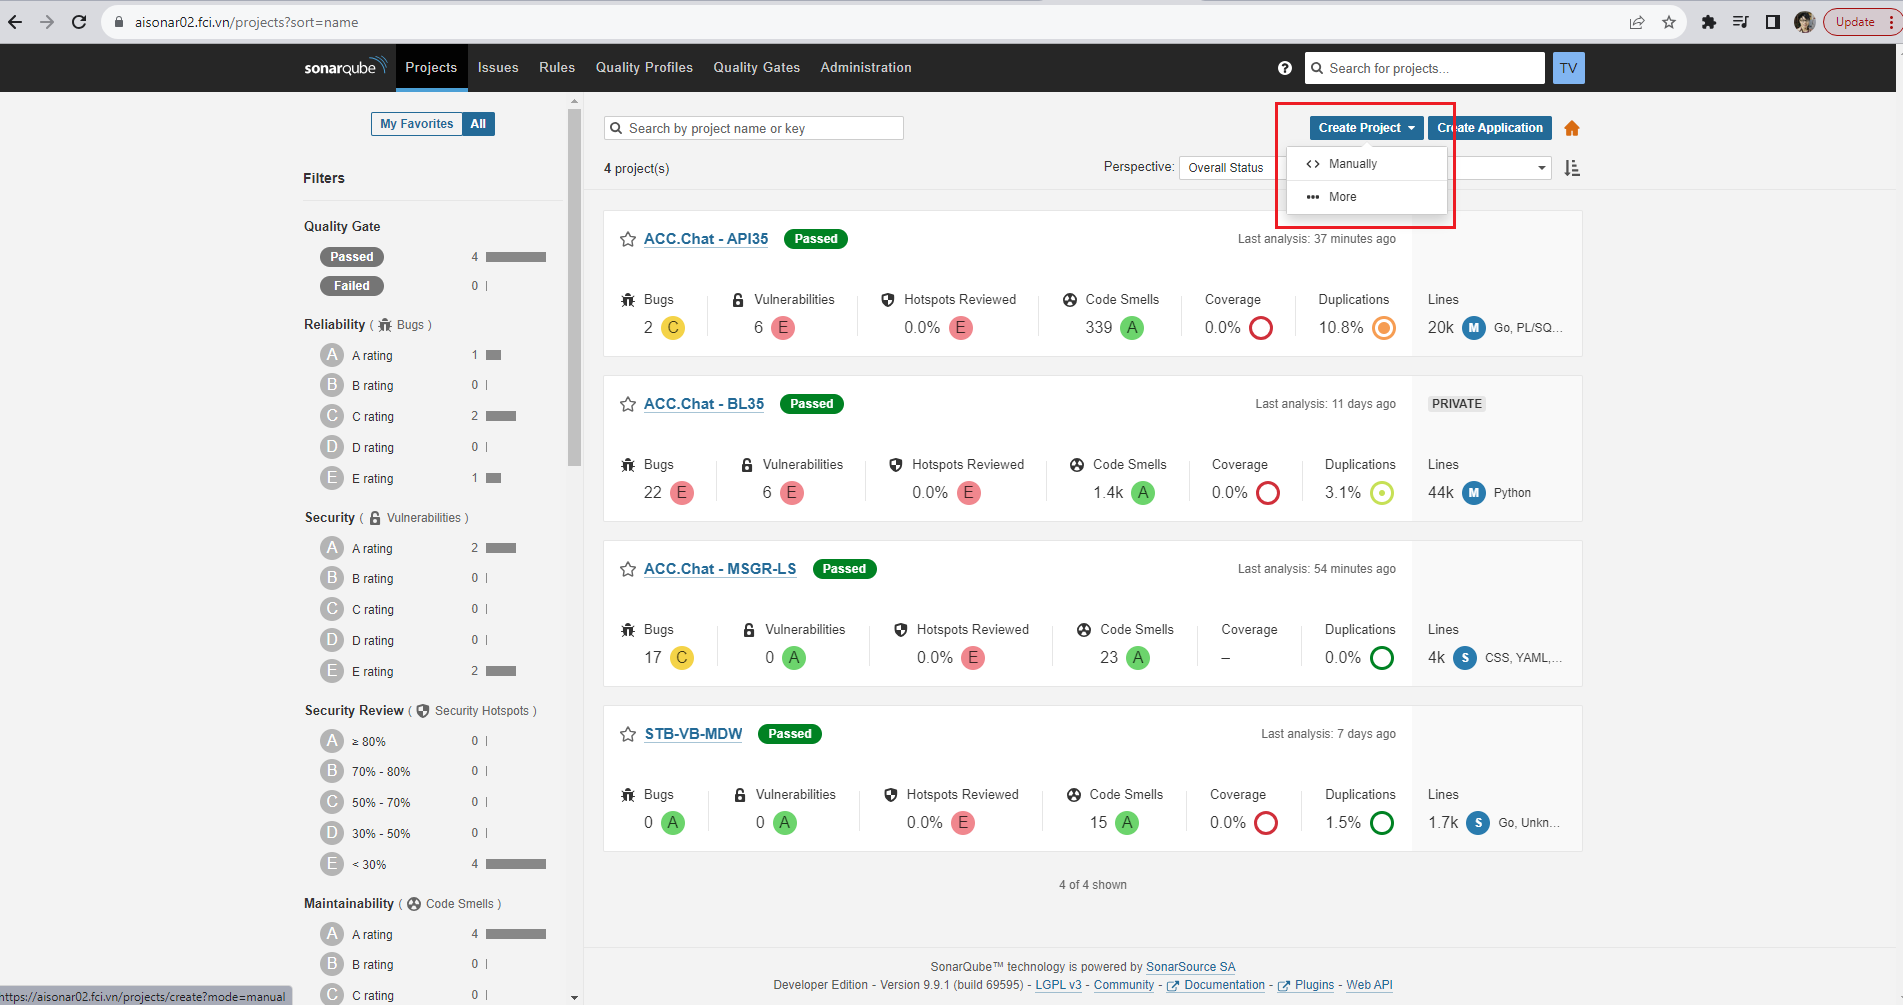 aisonar02.fci.vn/projects?sort=name
Update
sonarqube Projects Issues Rules Quality Profiles Quality Gates Administration
? Search for projects... TV
My Favorites All
Filters
Quality Gate
Passed 4
Failed 0
Reliability ( Bugs )
A A rating 1
B B rating 0
C C rating 2
D D rating 0
E E rating 1
Security ( Vulnerabilities )
A A rating 2
B B rating 0
C C rating 0
D D rating 0
E E rating 2
Security Review ( Security Hotspots )
A ≥ 80% 0
B 70% - 80% 0
C 50% - 70% 0
D 30% - 50% 0
E < 30% 4
Maintainability ( Code Smells )
A A rating 4
B B rating 0
C C rating 0
https://aisonar02.fci.vn/projects/create?mode=manual
Search by project name or key
Create Project Create Application
Manually
More
4 project(s)
Perspective: Overall Status
ACC.Chat - API35 Passed Last analysis: 37 minutes ago
Bugs Vulnerabilities Hotspots Reviewed Code Smells Coverage Duplications Lines
2 C 6 E 0.0% E 339 A 0.0% 10.8% 20k M Go, PL/SQ...
ACC.Chat - BL35 Passed Last analysis: 11 days ago PRIVATE
Bugs Vulnerabilities Hotspots Reviewed Code Smells Coverage Duplications Lines
22 E 6 E 0.0% E 1.4k A 0.0% 3.1% 44k M Python
ACC.Chat - MSGR-LS Passed Last analysis: 54 minutes ago
Bugs Vulnerabilities Hotspots Reviewed Code Smells Coverage Duplications Lines
17 C 0 A 0.0% E 23 A – 0.0% 4k S CSS, YAML,...
STB-VB-MDW Passed Last analysis: 7 days ago
Bugs Vulnerabilities Hotspots Reviewed Code Smells Coverage Duplications Lines
0 A 0 A 0.0% E 15 A 0.0% 1.5% 1.7k S Go, Unkn...
4 of 4 shown
SonarQube™ technology is powered by SonarSource SA
Developer Edition - Version 9.9.1 (build 69595) - LGPL v3 - Community - Documentation - Plugins - Web API